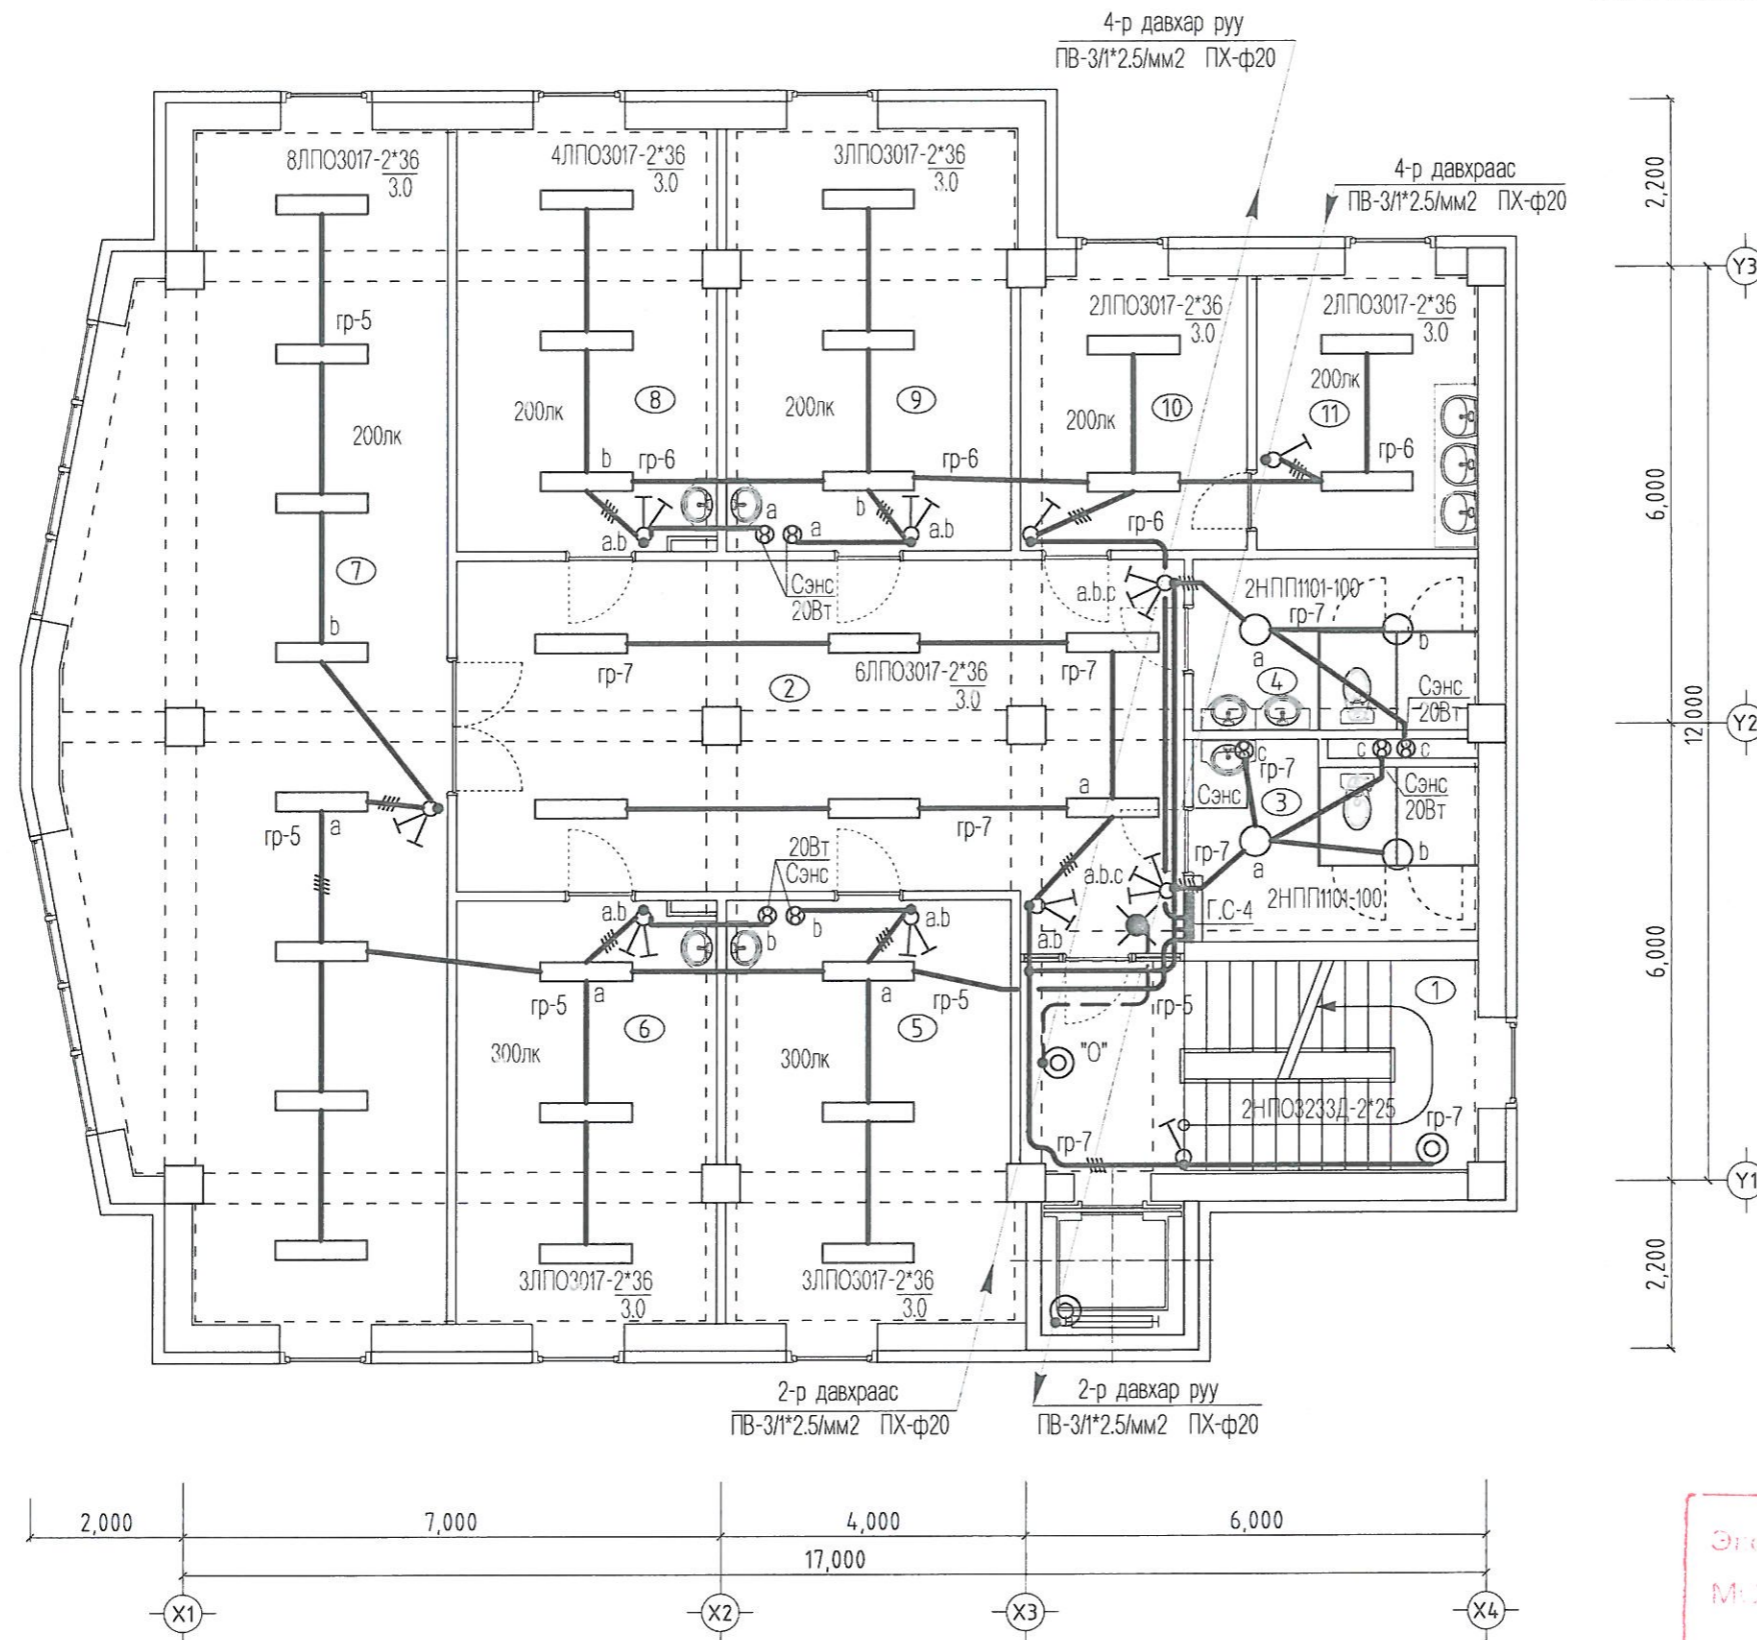 4-р давхар руу
ПВ-3/1*2.5/мм2 ПХ-ф20
4-р давхраас
ПВ-3/1*2.5/мм2 ПХ-ф20
8ЛПО3017-2*36
3.0
4ЛПО3017-2*36
3.0
3ЛПО3017-2*36
3.0
2ЛПО3017-2*36
3.0
2ЛПО3017-2*36
3.0
2,200
Y3
гр-5
200лк
200лк
8
200лк
9
200лк
10
200лк
11
b
гр-6
гр-6
гр-6
6,000
a.b
a
a
b
a.b
гр-6
7
Сэнс
20Вт
a.b.c
2НПП1101-100
гр-7
b
a
b
гр-7
2
6ЛПО3017-2*36
3.0
гр-7
4
Сэнс
20Вт
12,000
Y2
c
c
c
гр-7
Сэнс
3
Сэнс
20Вт
гр-5
a
a
гр-7
20Вт
Сэнс
a.b.c
гр-7
a
b
2НПП1101-100
a.b
b
b
a.b
a.b
Г.С-4
6,000
гр-5
a
a
гр-5
гр-5
1
300лк
6
300лк
5
"О"
2НПО3233Д-2*25
гр-7
гр-7
Y1
3ЛПО3017-2*36
3.0
3ЛПО3017-2*36
3.0
2,200
2-р давхраас
ПВ-3/1*2.5/мм2 ПХ-ф20
2-р давхар руу
ПВ-3/1*2.5/мм2 ПХ-ф20
2,000
7,000
4,000
6,000
17,000
X1
X2
X3
X4